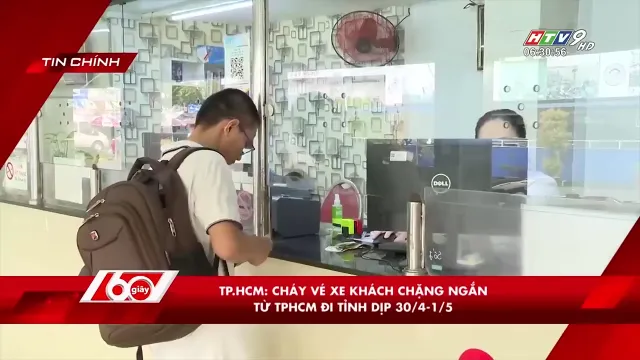 TIN CHÍNH
HTV9 HD
06:30:56
DELL
60 giây
TP.HCM: CHÁY VÉ XE KHÁCH CHẶNG NGẮN
TỪ TPHCM ĐI TỈNH DỊP 30/4-1/5